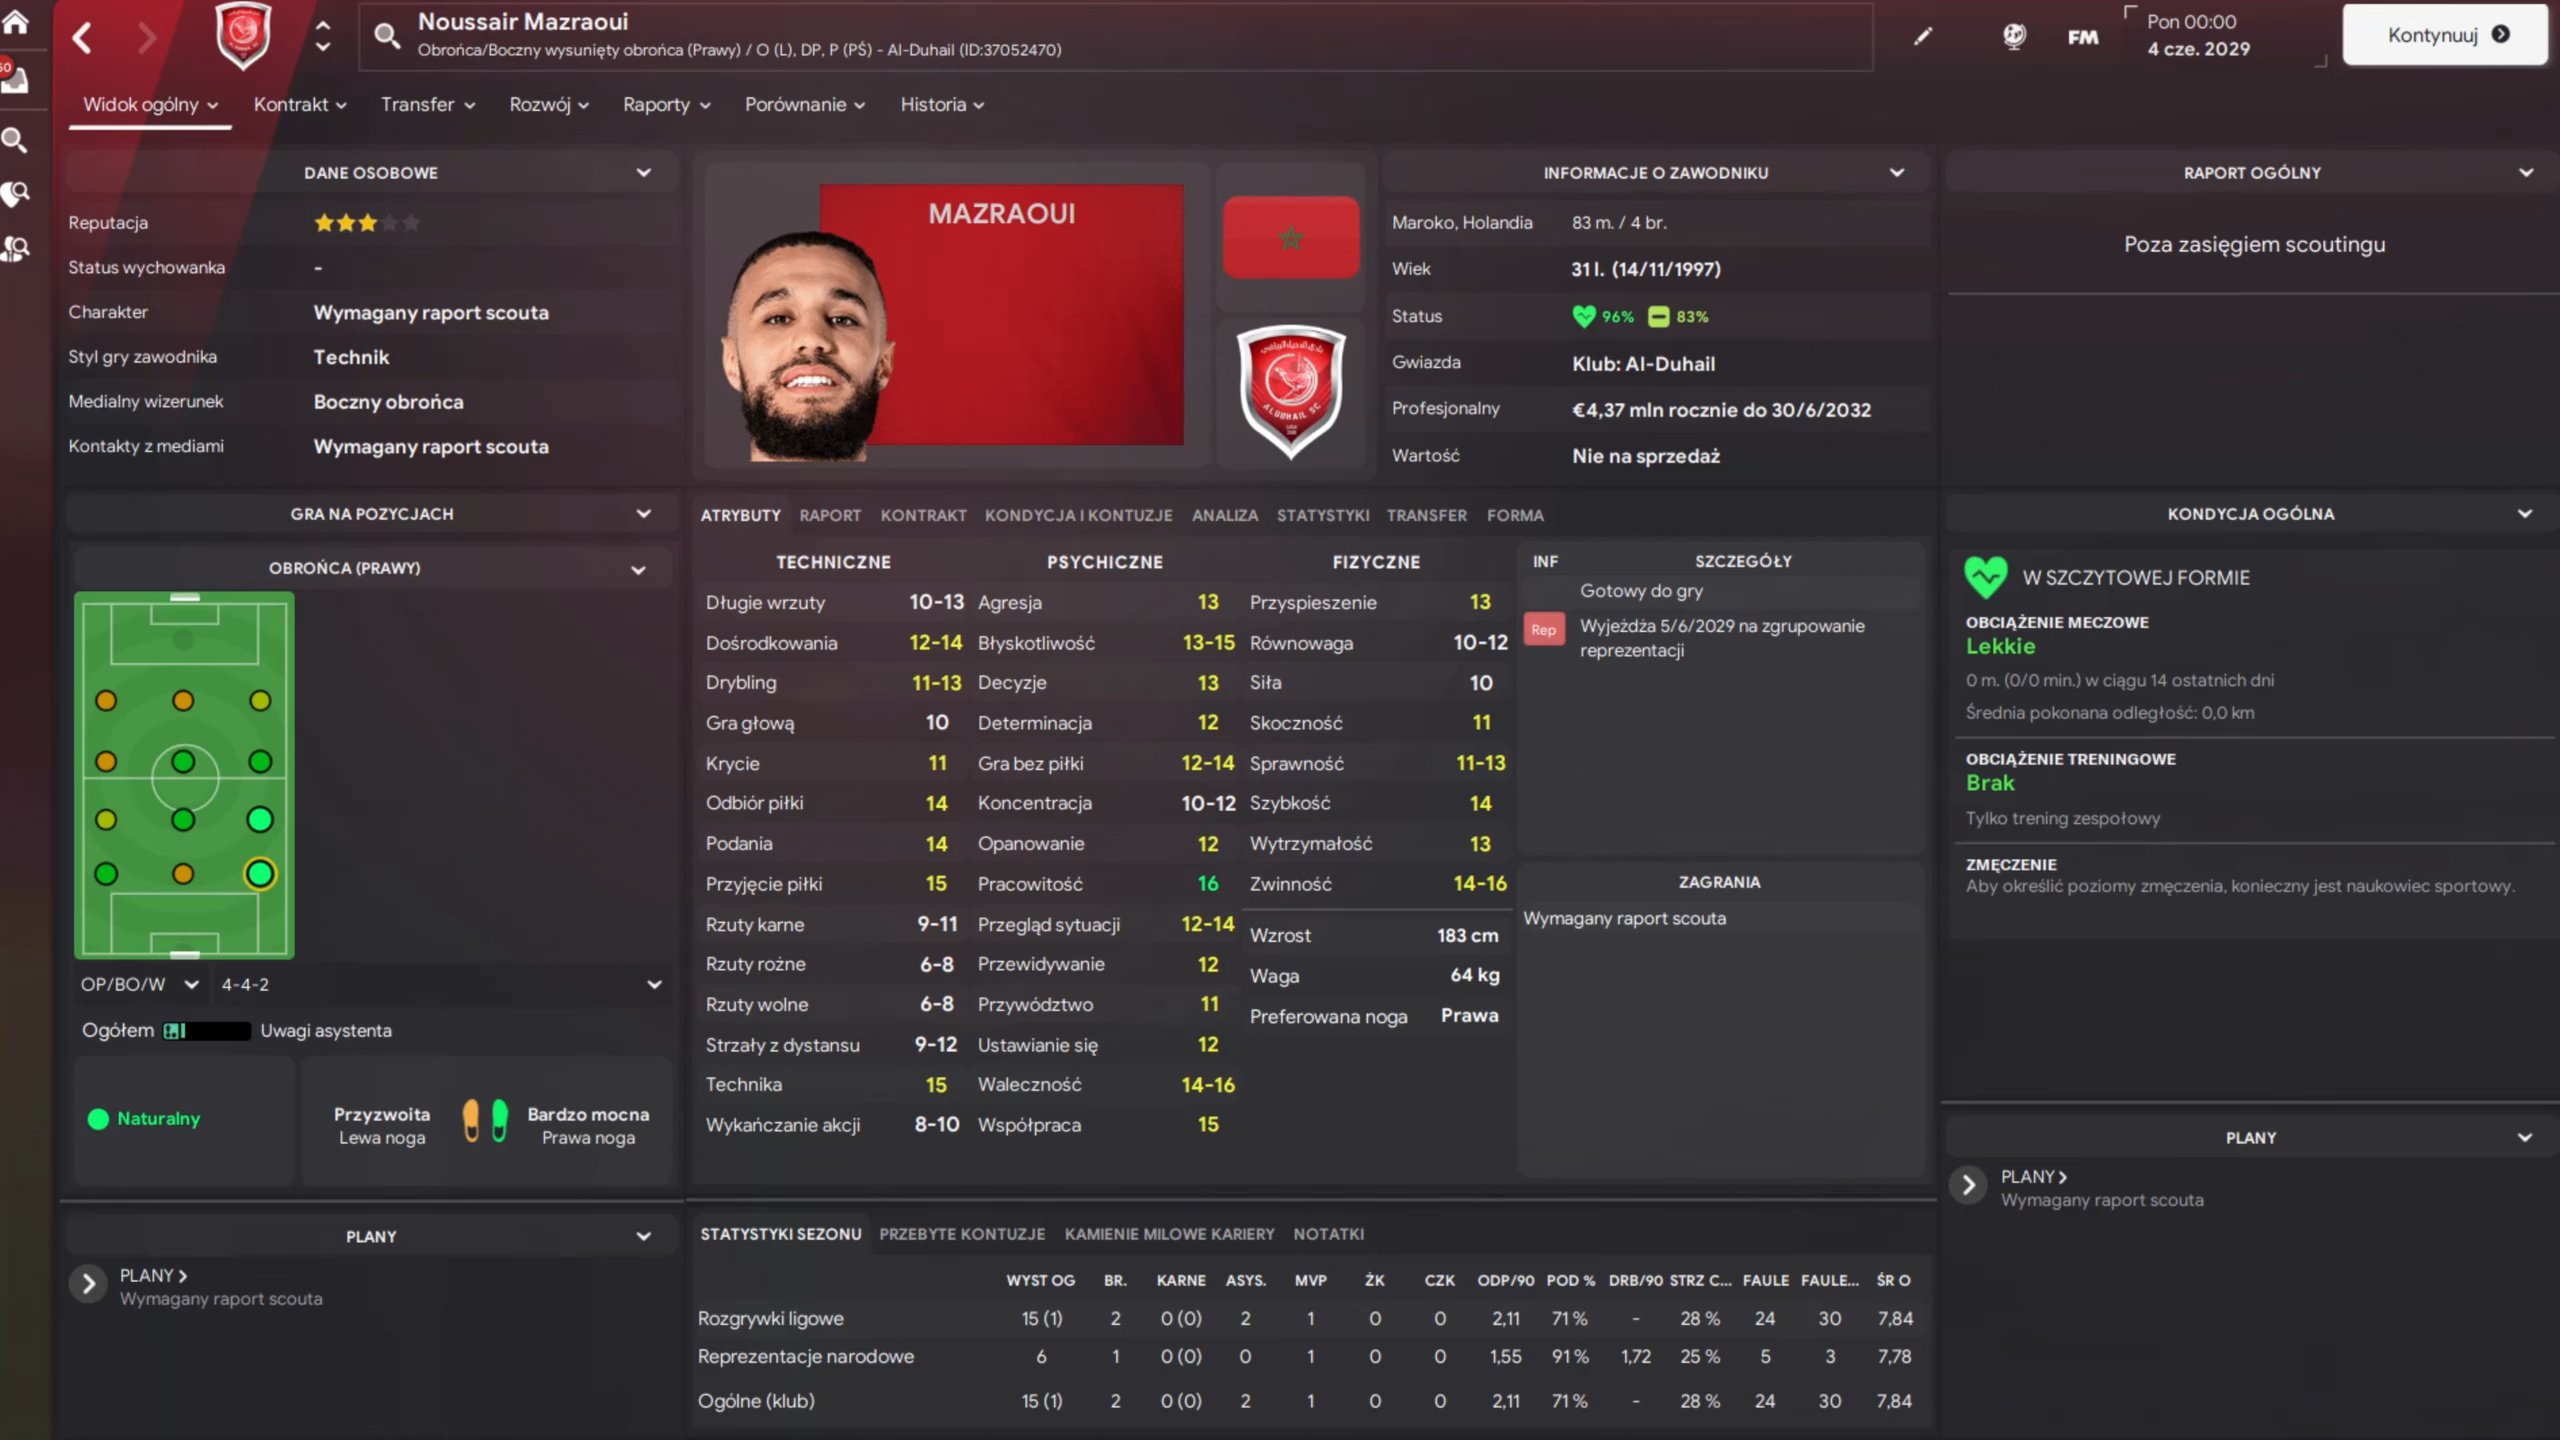 Noussair Mazraoui
Obrońca/Boczny wysunięty obrońca (Prawy) / O (L), DP, P (PŚ) - Al-Duhail (ID:37052470)
FM
Pon 00:00
4 cze. 2029
Kontynuuj
Widok ogólny
Kontrakt
Transfer
Rozwój
Raporty
Porównanie
Historia
DANE OSOBOWE
Reputacja
Status wychowanka -
Charakter Wymagany raport scouta
Styl gry zawodnika Technik
Medialny wizerunek Boczny obrońca
Kontakty z mediami Wymagany raport scouta
MAZRAOUI
INFORMACJE O ZAWODNIKU
Maroko, Holandia 83 m. / 4 br.
Wiek 31 l. (14/11/1997)
Status 96% 83%
Gwiazda Klub: Al-Duhail
Profesjonalny €4,37 mln rocznie do 30/6/2032
Wartość Nie na sprzedaż
RAPORT OGÓLNY
Poza zasięgiem scoutingu
GRA NA POZYCJACH
OBROŃCA (PRAWY)
OP/BO/W 4-4-2
Ogółem Uwagi asystenta
Naturalny
Przyzwoita
Lewa noga
Bardzo mocna
Prawa noga
PLANY
PLANY
Wymagany raport scouta
ATRYBUTY RAPORT KONTRAKT KONDYCJA I KONTUZJE ANALIZA STATYSTYKI TRANSFER FORMA
TECHNICZNE PSYCHICZNE FIZYCZNE
Długie wrzuty 10-13 Agresja 13 Przyspieszenie 13
Dośrodkowania 12-14 Błyskotliwość 13-15 Równowaga 10-12
Drybling 11-13 Decyzje 13 Siła 10
Gra głową 10 Determinacja 12 Skoczność 11
Krycie 11 Gra bez piłki 12-14 Sprawność 11-13
Odbiór piłki 14 Koncentracja 10-12 Szybkość 14
Podania 14 Opanowanie 12 Wytrzymałość 13
Przyjęcie piłki 15 Pracowitość 16 Zwinność 14-16
Rzuty karne 9-11 Przegląd sytuacji 12-14 Wzrost 183 cm
Rzuty rożne 6-8 Przewidywanie 12 Waga 64 kg
Rzuty wolne 6-8 Przywództwo 11 Preferowana noga Prawa
Strzały z dystansu 9-12 Ustawianie się 12
Technika 15 Waleczność 14-16
Wykańczanie akcji 8-10 Współpraca 15
INF SZCZEGÓŁY
Gotowy do gry
Rep Wyjeżdża 5/6/2029 na zgrupowanie
reprezentacji
ZAGRANIA
Wymagany raport scouta
KONDYCJA OGÓLNA
W SZCZYTOWEJ FORMIE
OBCIĄŻENIE MECZOWE
Lekkie
0 m. (0/0 min.) w ciągu 14 ostatnich dni
Średnia pokonana odległość: 0,0 km
OBCIĄŻENIE TRENINGOWE
Brak
Tylko trening zespołowy
ZMĘCZENIE
Aby określić poziomy zmęczenia, konieczny jest naukowiec sportowy.
PLANY
PLANY
Wymagany raport scouta
STATYSTYKI SEZONU PRZEBYTE KONTUZJE KAMIENIE MILOWE KARIERY NOTATKI
WYST OG BR. KARNE ASYS. MVP ŻK CZK ODP/90 POD % DRB/90 STRZ C... FAULE FAULE... ŚR O
Rozgrywki ligowe 15 (1) 2 0 (0) 2 1 0 0 2,11 71 % - 28 % 24 30 7,84
Reprezentacje narodowe 6 1 0 (0) 0 1 0 0 1,55 91 % 1,72 25 % 5 3 7,78
Ogólne (klub) 15 (1) 2 0 (0) 2 1 0 0 2,11 71 % - 28 % 24 30 7,84